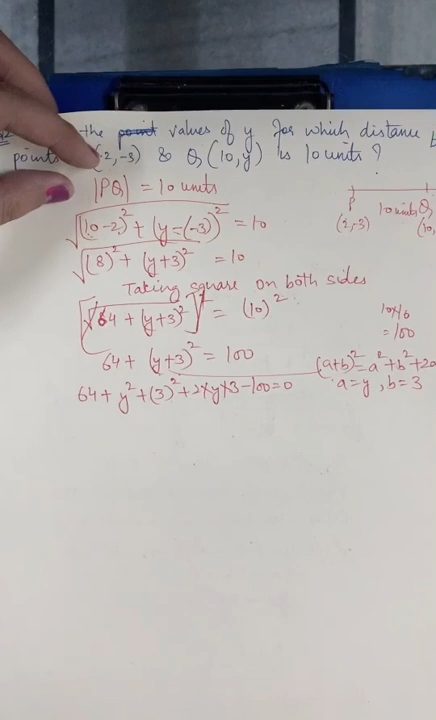 the point values of y for which distance b
points (2,-3) & Q (10,y) is 10 units ?
|PQ| = 10 units
P 10 units Q
(2,-3) (10,
√(10-2)² + (y-(-3))² = 10
√(8)² + (y+3)² = 10
Taking square on both sides
[√64 + (y+3)²]² = (10)²
10x10
= 100
64 + (y+3)² = 100
(a+b)² = a² + b² + 2a
a=y, b=3
64 + y² + (3)² + 2xyx3 - 100 = 0